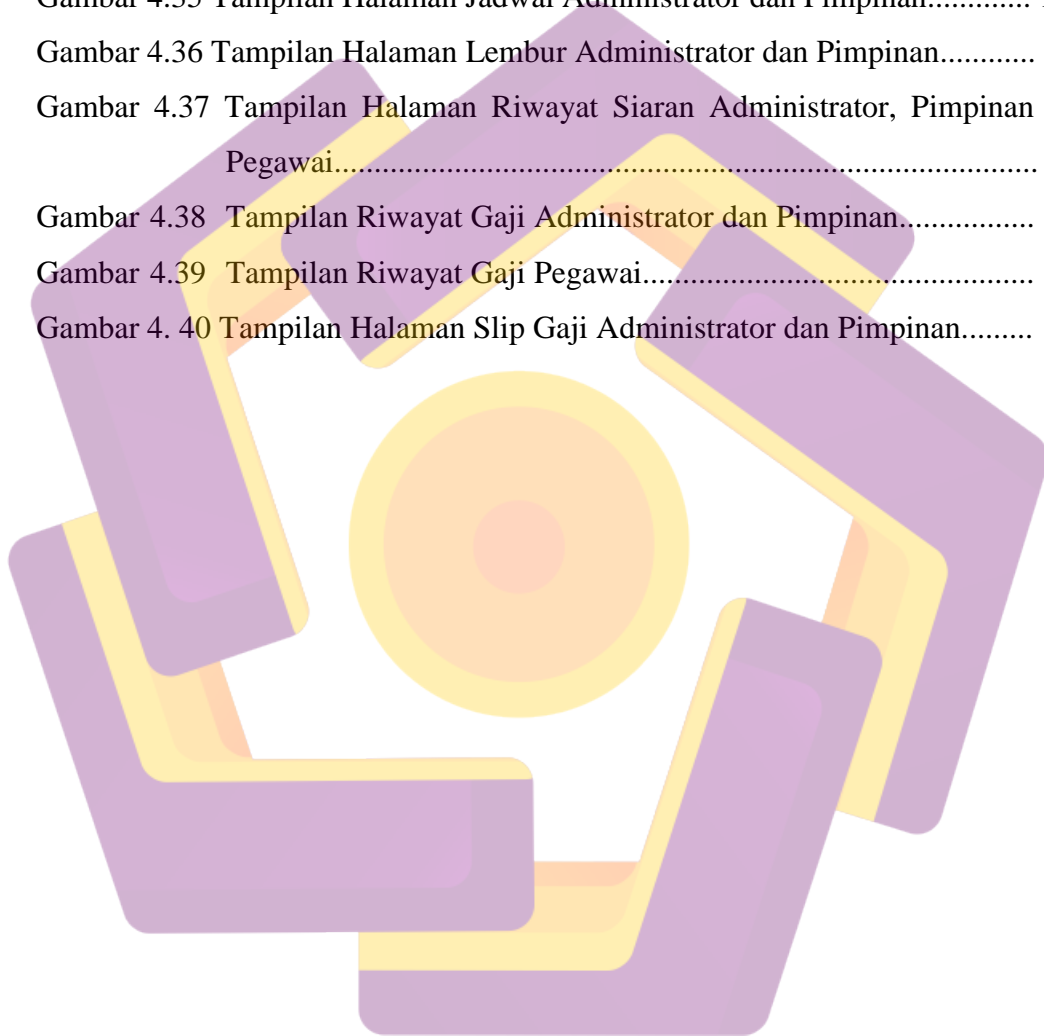 Gambar 4.35 Tampilan Halaman Jadwal Administrator dan Pimpinan.............
Gambar 4.36 Tampilan Halaman Lembur Administrator dan Pimpinan............
Gambar 4.37 Tampilan Halaman Riwayat Siaran Administrator, Pimpinan
Pegawai.............................................................................
Gambar 4.38 Tampilan Riwayat Gaji Administrator dan Pimpinan.................
Gambar 4.39 Tampilan Riwayat Gaji Pegawai...........................................
Gambar 4. 40 Tampilan Halaman Slip Gaji Administrator dan Pimpinan.........